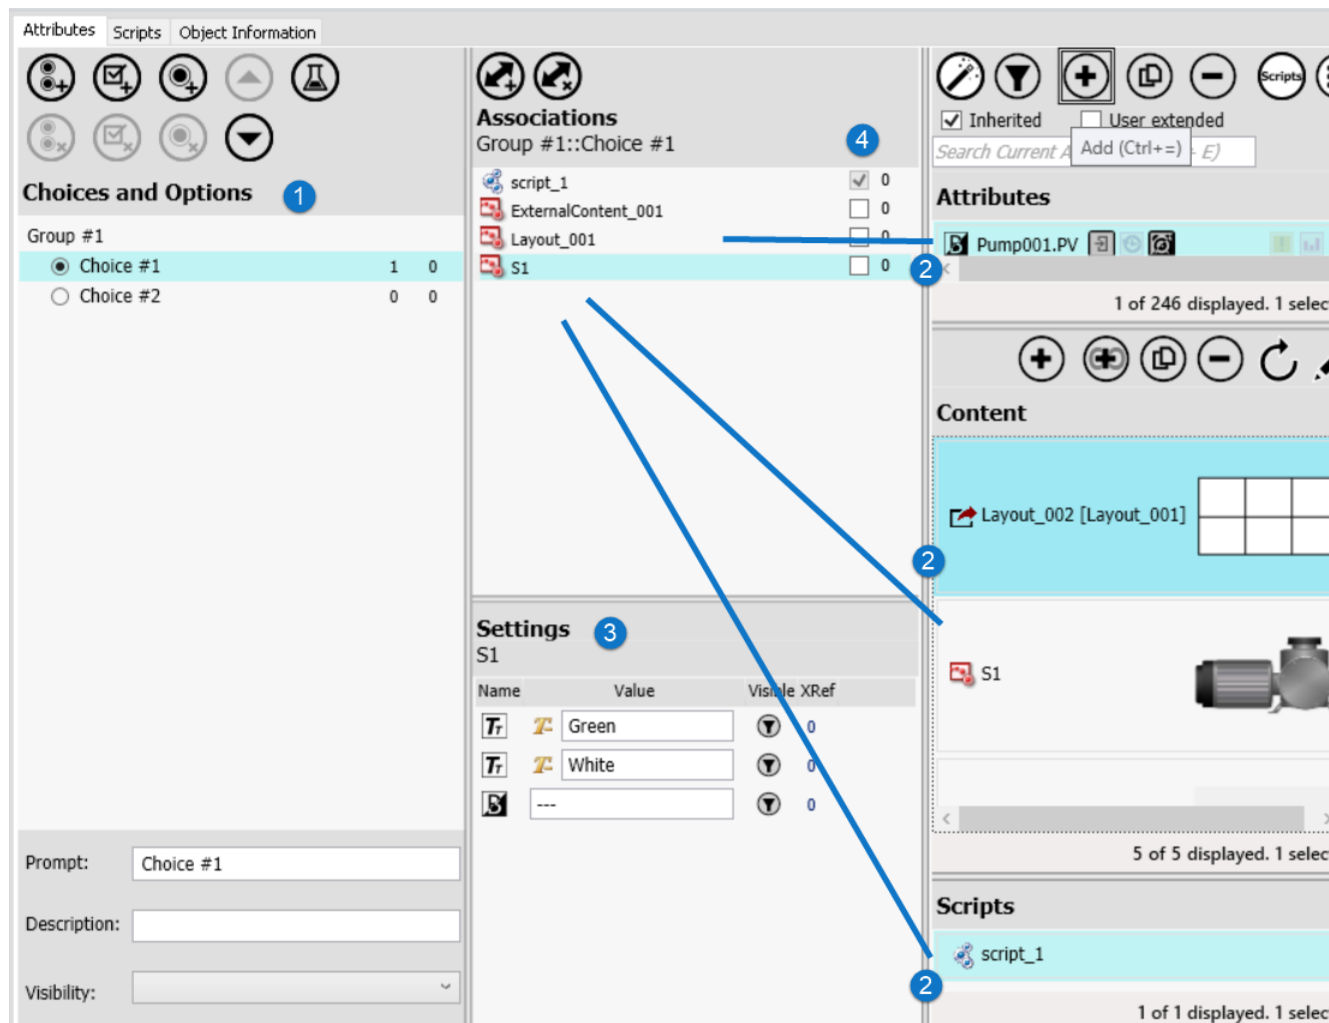 Attributes
Scripts
Object Information
Choices and Options
1
Group #1
Choice #1 1 0
Choice #2 0 0
Prompt: Choice #1
Description:
Visibility:
Associations
Group #1::Choice #1
4
script_1 0
ExternalContent_001 0
Layout_001 0
S1 0
Settings
3
S1
Name Value Visible XRef
Green 0
White 0
--- 0
Scripts
Inherited
User extended
Search Current A
E)
Add (Ctrl+=)
Attributes
Pump001.PV
2
1 of 246 displayed. 1 selec
Content
Layout_002 [Layout_001]
2
S1
5 of 5 displayed. 1 selec
Scripts
script_1
2
1 of 1 displayed. 1 selec